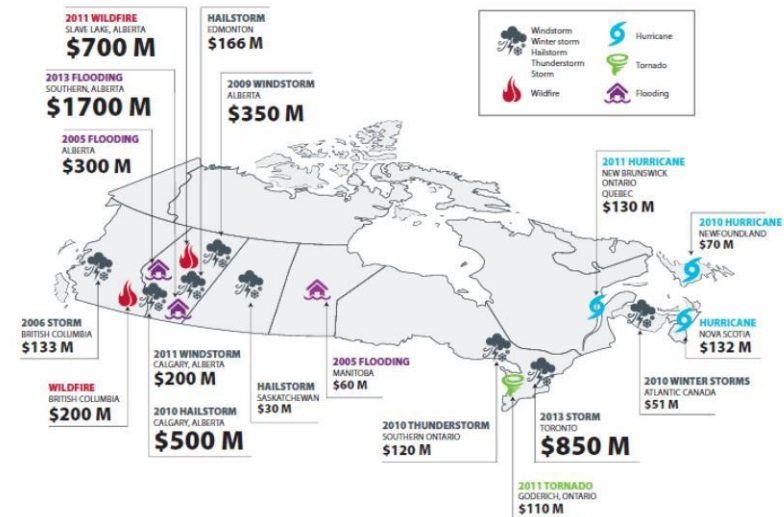 2011 WILDFIRE
SLAVE LAKE, ALBERTA
$700 M
HAILSTORM
EDMONTON
$166 M
2013 FLOODING
SOUTHERN, ALBERTA
$1700 M
2009 WINDSTORM
ALBERTA
$350 M
2005 FLOODING
ALBERTA
$300 M
Windstorm
Winter storm
Hailstorm
Thunderstorm
Storm
Wildfire
Hurricane
Tornado
Flooding
2011 HURRICANE
NEW BRUNSWICK
ONTARIO
QUEBEC
$130 M
2010 HURRICANE
NEWFOUNDLAND
$70 M
2006 STORM
BRITISH COLUMBIA
$133 M
WILDFIRE
BRITISH COLUMBIA
$200 M
2011 WINDSTORM
CALGARY, ALBERTA
$200 M
2010 HAILSTORM
CALGARY, ALBERTA
$500 M
HAILSTORM
SASKATCHEWAN
$30 M
2005 FLOODING
MANITOBA
$60 M
2010 THUNDERSTORM
SOUTHERN ONTARIO
$120 M
2013 STORM
TORONTO
$850 M
2011 TORNADO
GODERICH, ONTARIO
$110 M
HURRICANE
NOVA SCOTIA
$132 M
2010 WINTER STORMS
ATLANTIC CANADA
$51 M